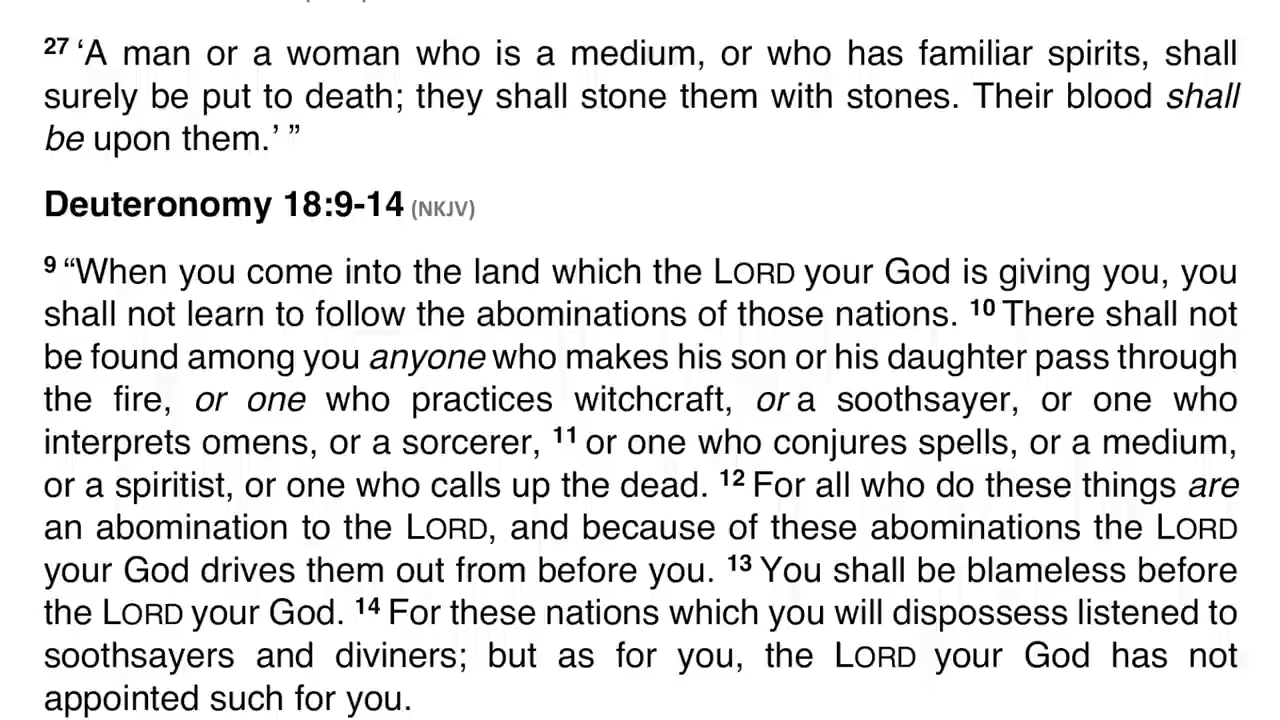 27 ‘A man or a woman who is a medium, or who has familiar spirits, shall
surely be put to death; they shall stone them with stones. Their blood shall
be upon them.’ ”
Deuteronomy 18:9-14 (NKJV)
9 “When you come into the land which the LORD your God is giving you, you
shall not learn to follow the abominations of those nations. 10 There shall not
be found among you anyone who makes his son or his daughter pass through
the fire, or one who practices witchcraft, or a soothsayer, or one who
interprets omens, or a sorcerer, 11 or one who conjures spells, or a medium,
or a spiritist, or one who calls up the dead. 12 For all who do these things are
an abomination to the LORD, and because of these abominations the LORD
your God drives them out from before you. 13 You shall be blameless before
the LORD your God. 14 For these nations which you will dispossess listened to
soothsayers and diviners; but as for you, the LORD your God has not
appointed such for you.